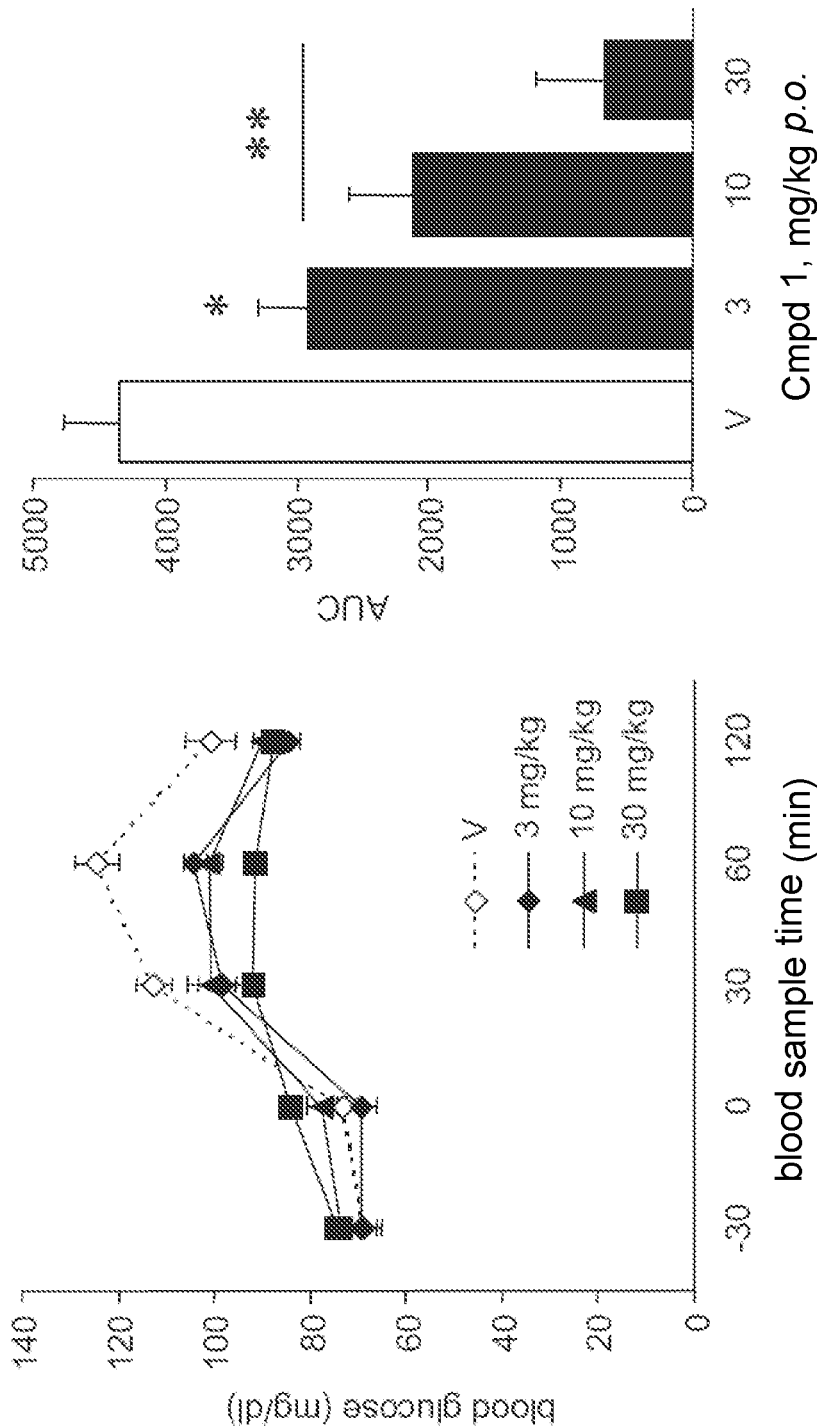 140
120
100
80
60
40
20
0
blood glucose (mg/dl)
-30
0
30
60
120
blood sample time (min)
V
3 mg/kg
10 mg/kg
30 mg/kg
5000
4000
3000
2000
1000
0
AUC
*
**
V
3
10
30
Cmpd 1, mg/kg p.o.